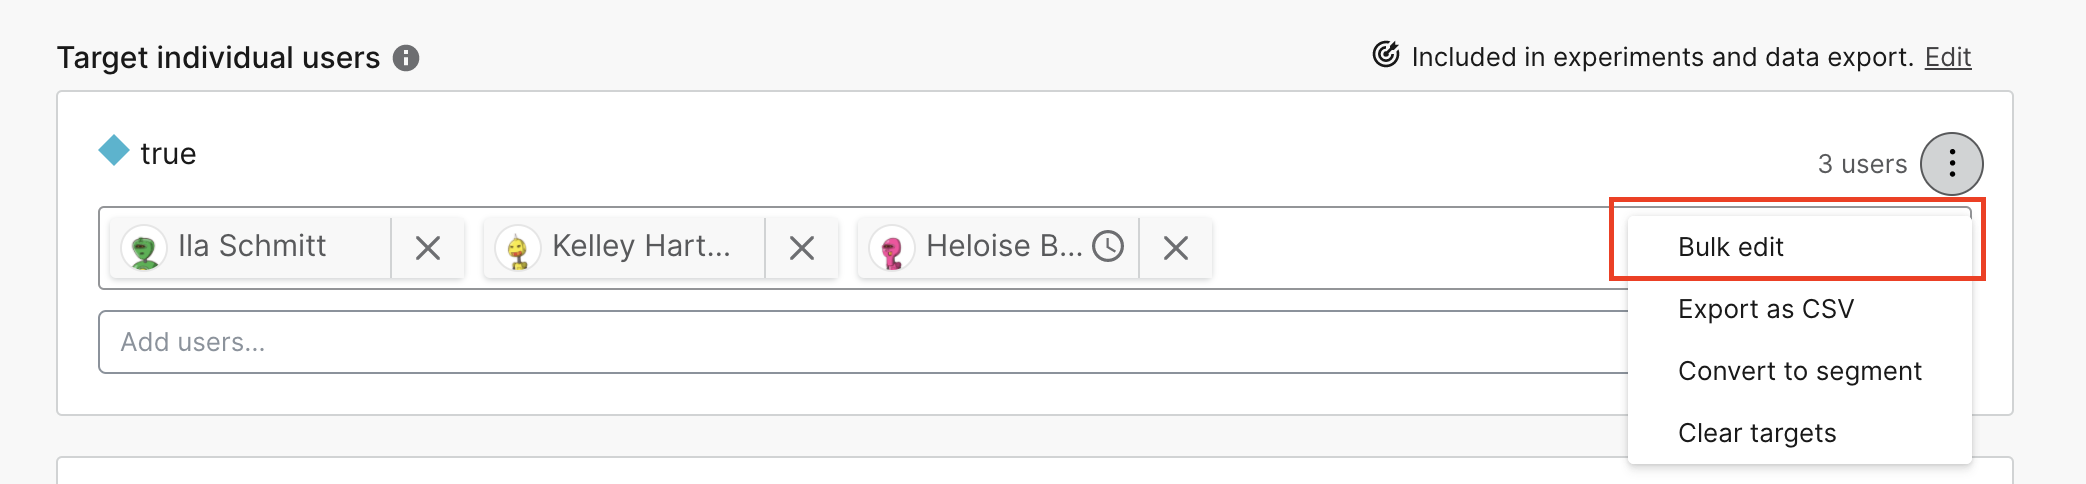 Target individual users
Included in experiments and data export. Edit
true
3 users
Ila Schmitt
Kelley Hart...
Heloise B...
Add users...
Bulk edit
Export as CSV
Convert to segment
Clear targets